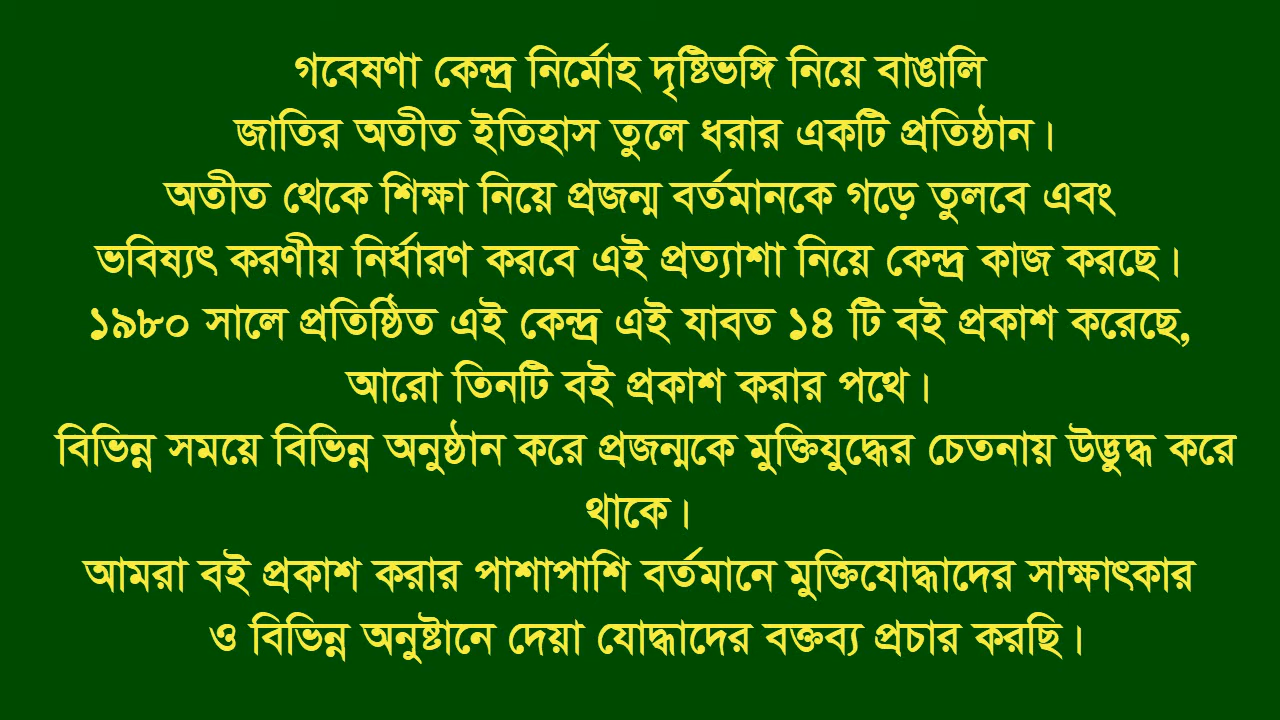 গবেষণা কেন্দ্র নির্মোহ দৃষ্টিভঙ্গি নিয়ে বাঙালি
জাতির অতীত ইতিহাস তুলে ধরার একটি প্রতিষ্ঠান।
অতীত থেকে শিক্ষা নিয়ে প্রজন্ম বর্তমানকে গড়ে তুলবে এবং
ভবিষ্যৎ করণীয় নির্ধারণ করবে এই প্রত্যাশা নিয়ে কেন্দ্র কাজ করছে।
১৯৮০ সালে প্রতিষ্ঠিত এই কেন্দ্র এই যাবত ১৪ টি বই প্রকাশ করেছে,
আরো তিনটি বই প্রকাশ করার পথে।
বিভিন্ন সময়ে বিভিন্ন অনুষ্ঠান করে প্রজন্মকে মুক্তিযুদ্ধের চেতনায় উদ্ভুদ্ধ করে
থাকে।
আমরা বই প্রকাশ করার পাশাপাশি বর্তমানে মুক্তিযোদ্ধাদের সাক্ষাৎকার
ও বিভিন্ন অনুষ্টানে দেয়া যোদ্ধাদের বক্তব্য প্রচার করছি।